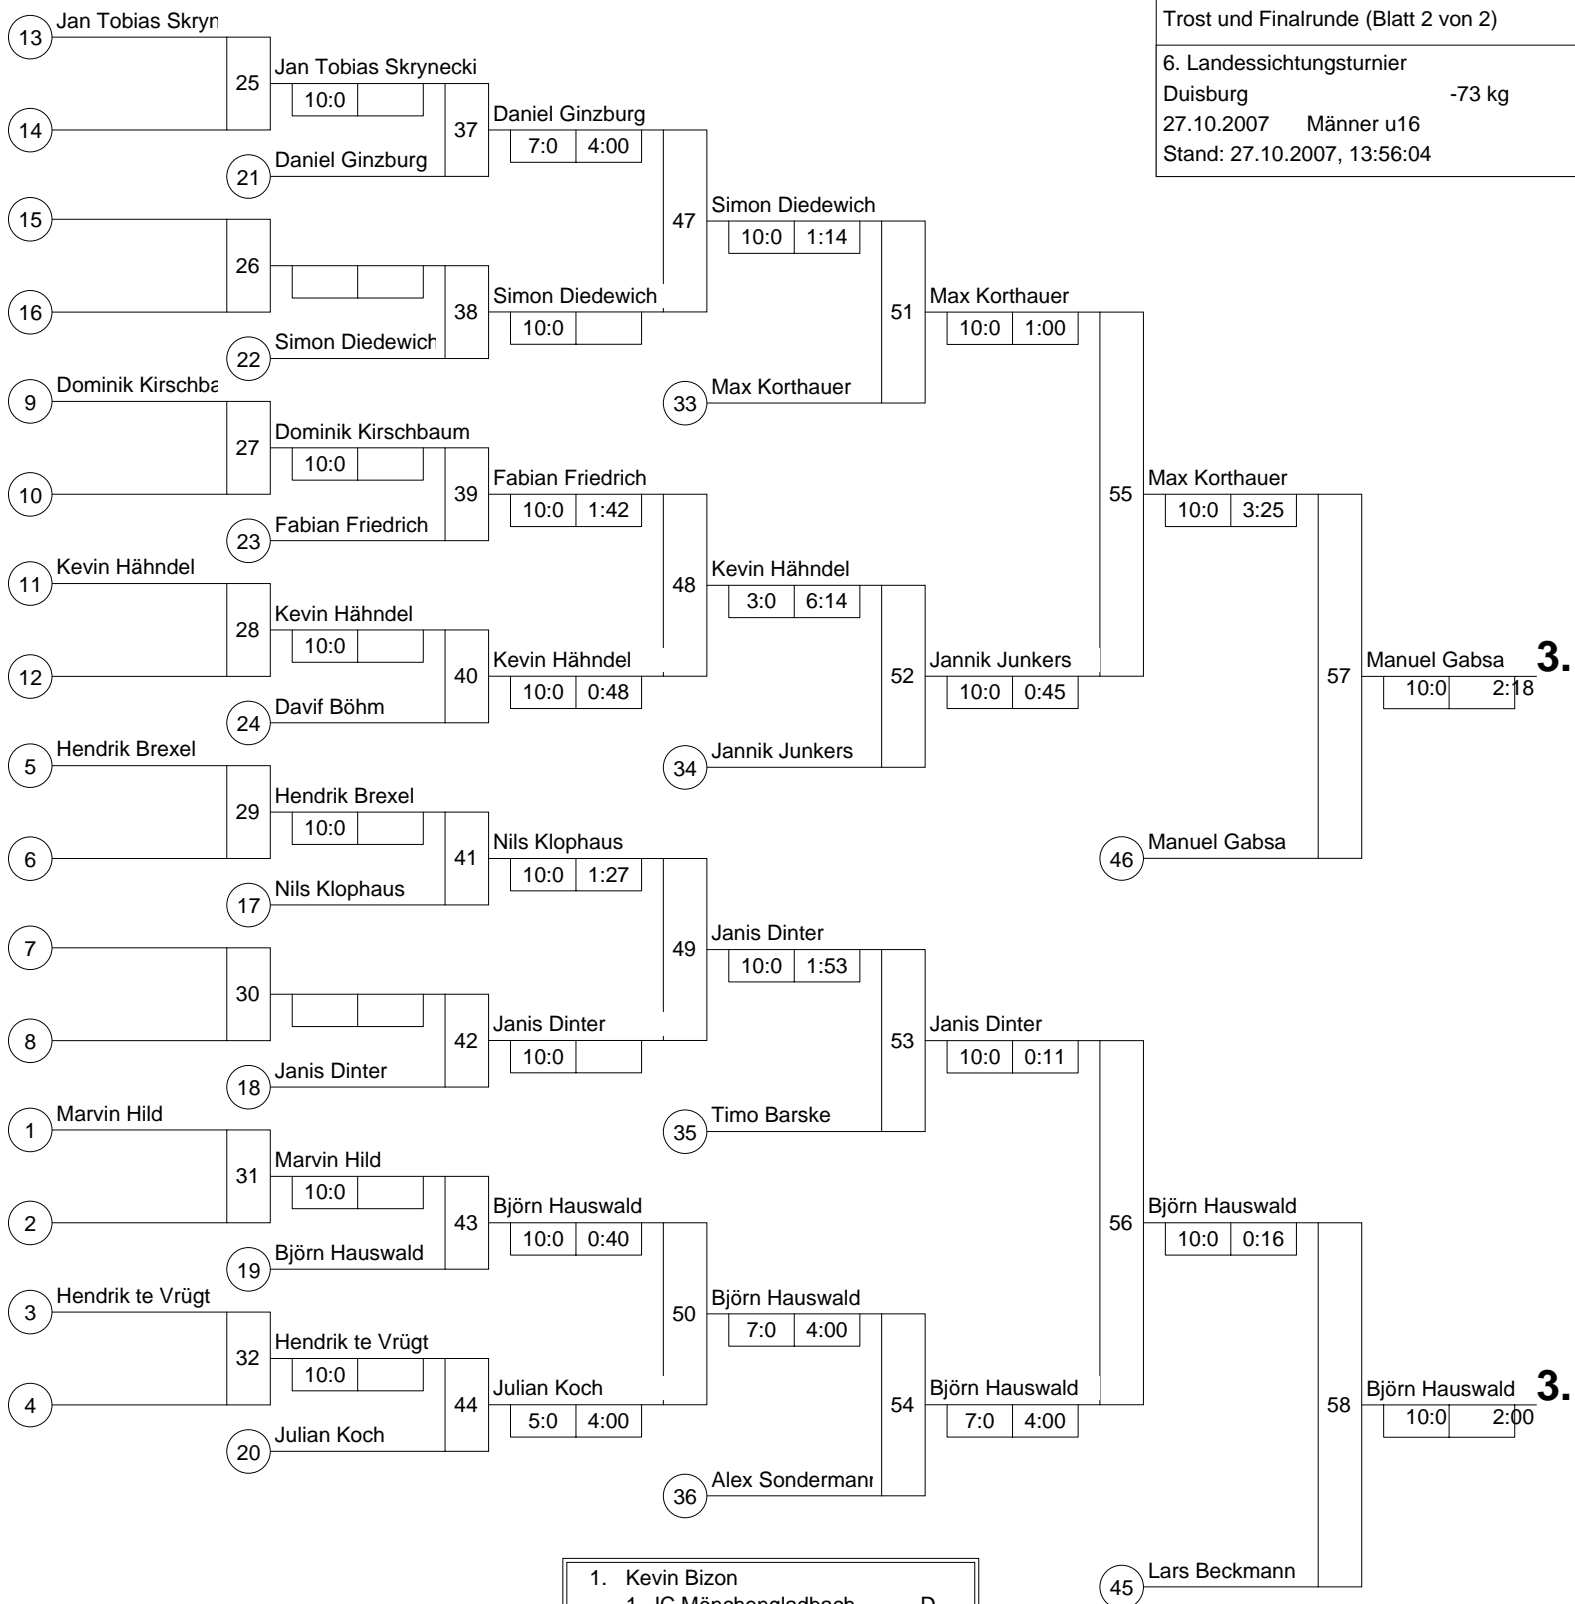 Trost und Finalrunde (Blatt 2 von 2)
6. Landessichtungsturnier
Duisburg -73 kg
27.10.2007 Männer u16
Stand: 27.10.2007, 13:56:04
13 Jan Tobias Skryn
14
25 Jan Tobias Skrynecki
10:0
21 Daniel Ginzburg
37 Daniel Ginzburg
7:0 4:00
15
16
26
22 Simon Diedewich
38 Simon Diedewich
10:0
47 Simon Diedewich
10:0 1:14
33 Max Korthauer
51 Max Korthauer
10:0 1:00
9 Dominik Kirschba
10
27 Dominik Kirschbaum
10:0
23 Fabian Friedrich
39 Fabian Friedrich
10:0 1:42
11 Kevin Hähndel
12
28 Kevin Hähndel
10:0
24 Davif Böhm
40 Kevin Hähndel
10:0 0:48
48 Kevin Hähndel
3:0 6:14
34 Jannik Junkers
52 Jannik Junkers
10:0 0:45
55 Max Korthauer
10:0 3:25
46 Manuel Gabsa
57 Manuel Gabsa 3.
10:0 2:18
5 Hendrik Brexel
6
29 Hendrik Brexel
10:0
17 Nils Klophaus
41 Nils Klophaus
10:0 1:27
7
8
30
18 Janis Dinter
42 Janis Dinter
10:0
49 Janis Dinter
10:0 1:53
35 Timo Barske
53 Janis Dinter
10:0 0:11
1 Marvin Hild
2
31 Marvin Hild
10:0
19 Björn Hauswald
43 Björn Hauswald
10:0 0:40
3 Hendrik te Vrügt
4
32 Hendrik te Vrügt
10:0
20 Julian Koch
44 Julian Koch
5:0 4:00
50 Björn Hauswald
7:0 4:00
36 Alex Sondermann
54 Björn Hauswald
7:0 4:00
56 Björn Hauswald
10:0 0:16
45 Lars Beckmann
58 Björn Hauswald 3.
10:0 2:00
1. Kevin Bizon
1. JC Mönchengladbach D